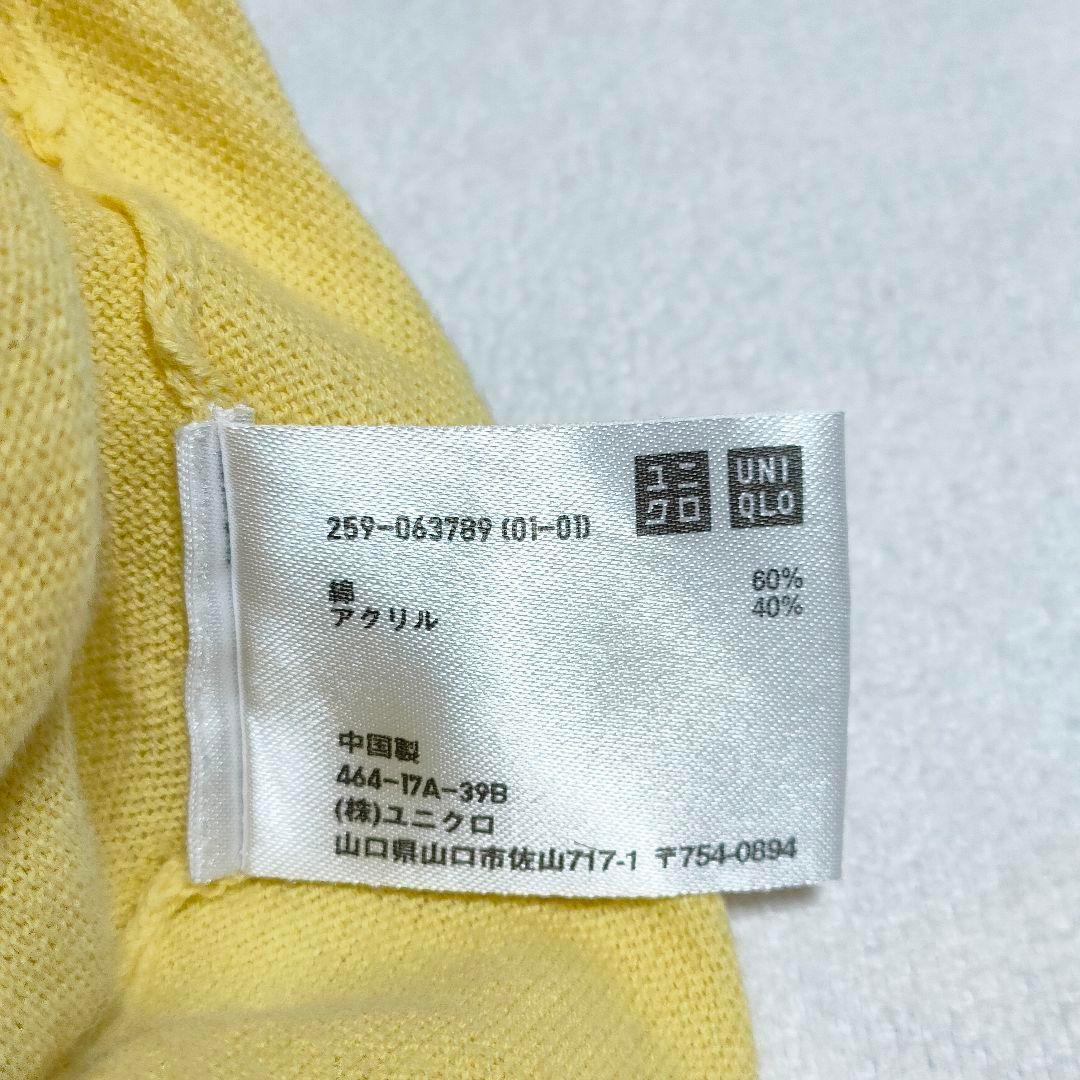 ユニ
クロ
UNI
QLO
259-063789 (01-01)
綿 60%
アクリル 40%
中国製
464-17A-39B
(株)ユニクロ
山口県山口市佐山717-1 〒754-0894